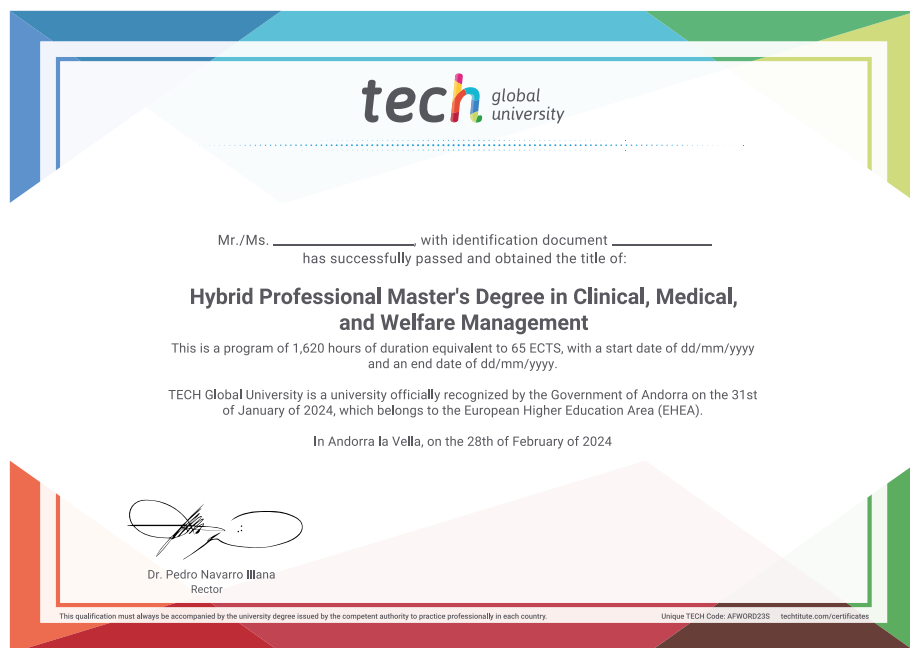 tech global
university
Mr./Ms. ____________, with identification document ____________
has successfully passed and obtained the title of:
Hybrid Professional Master's Degree in Clinical, Medical,
and Welfare Management
This is a program of 1,620 hours of duration equivalent to 65 ECTS, with a start date of dd/mm/yyyy
and an end date of dd/mm/yyyy.
TECH Global University is a university officially recognized by the Government of Andorra on the 31st
of January of 2024, which belongs to the European Higher Education Area (EHEA).
In Andorra la Vella, on the 28th of February of 2024
Dr. Pedro Navarro Illana
Rector
This qualification must always be accompanied by the university degree issued by the competent authority to practice professionally in each country.
Unique TECH Code: AFWORD23S techtitute.com/certificates